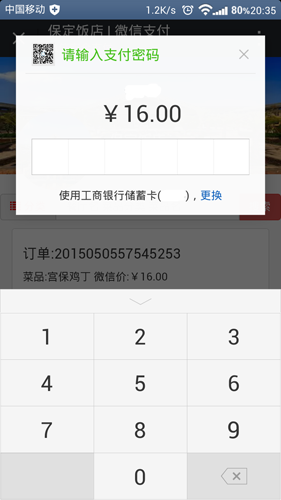 中国移动 1.2K/s 80% 20:35
保定饭店 | 微信支付
请输入支付密码
￥16.00
使用工商银行储蓄卡( )，更换
订单:2015050557545253
菜品:宫保鸡丁 微信价:￥16.00
1 2 3
4 5 6
7 8 9
0